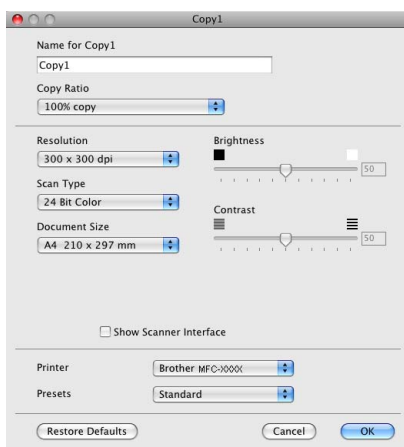 Copy1
Name for Copy1
Copy1
Copy Ratio
100% copy
Resolution
300 x 300 dpi
Scan Type
24 Bit Color
Document Size
A4 210 x 297 mm
Brightness
50
Contrast
50
Show Scanner Interface
Printer
Brother MFC-XXXX
Presets
Standard
Restore Defaults
Cancel
OK